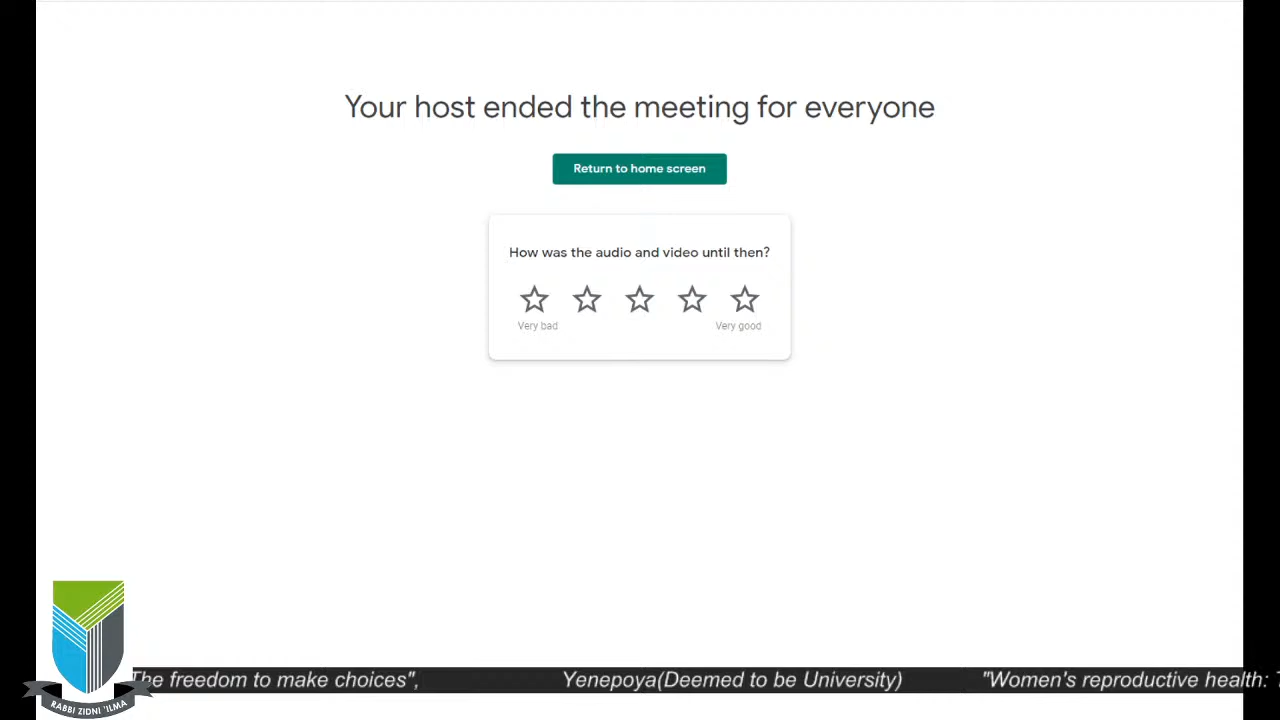 Your host ended the meeting for everyone
Return to home screen
How was the audio and video until then?
Very bad
Very good
The freedom to make choices", Yenepoya(Deemed to be University) "Women's reproductive health:
RABBI ZIDNI 'ILMA